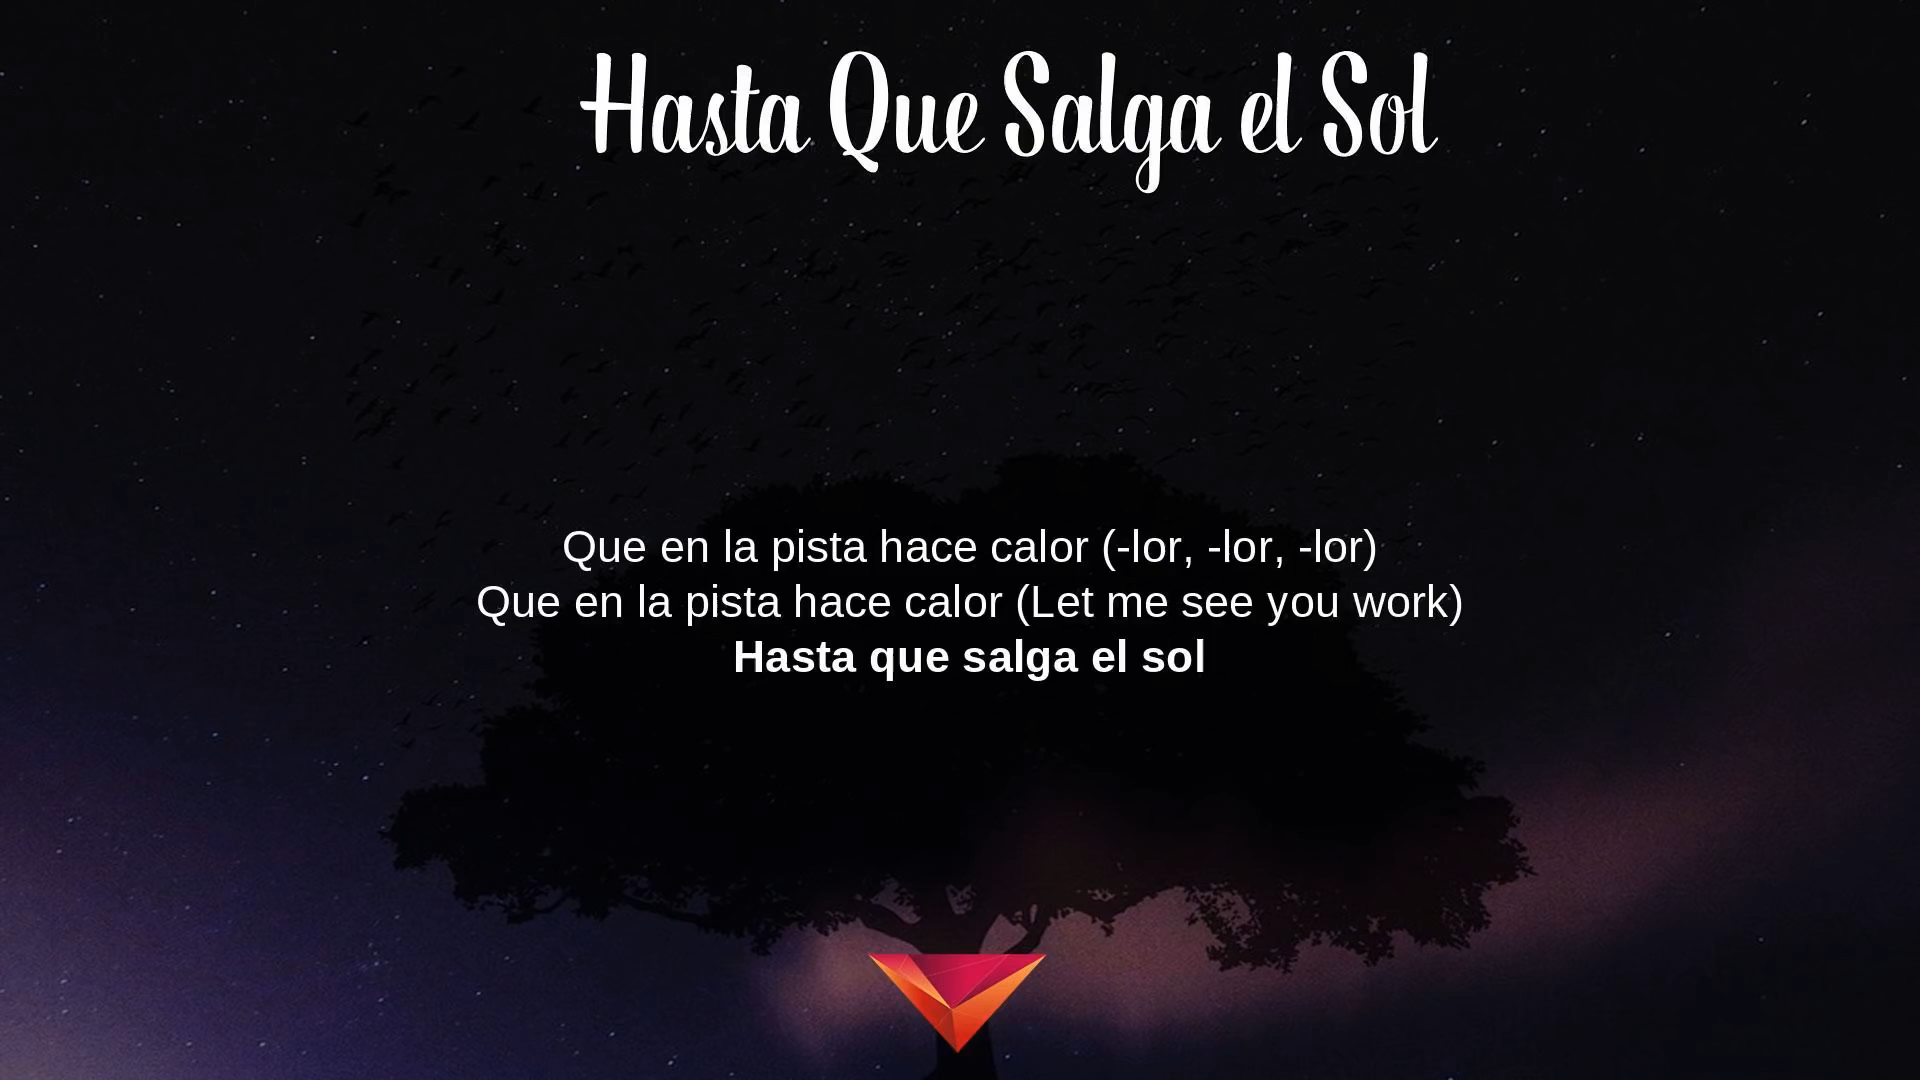 Hasta Que Salga el Sol
Que en la pista hace calor (-lor, -lor, -lor)
Que en la pista hace calor (Let me see you work)
Hasta que salga el sol